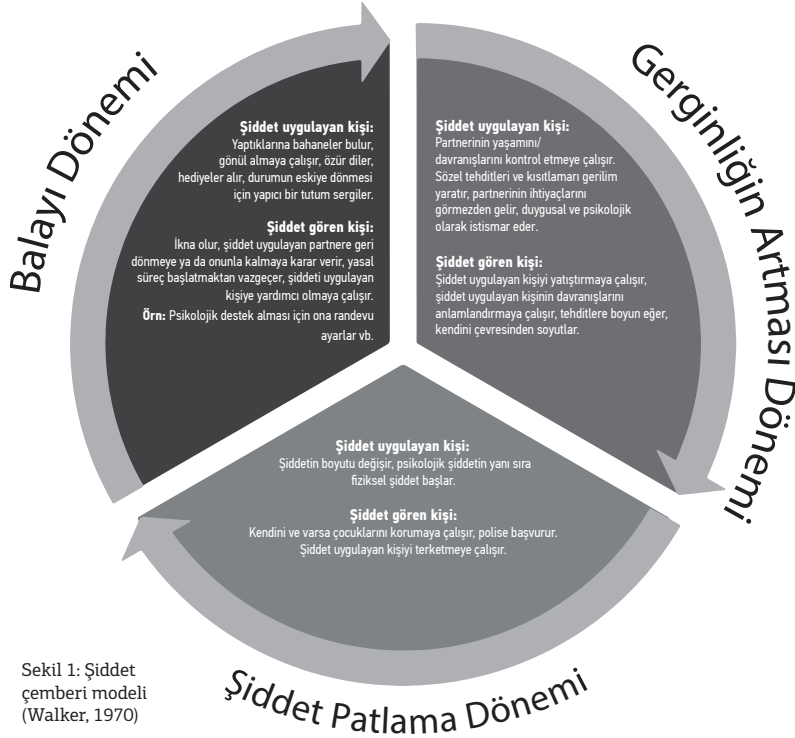 Balayı Dönemi
Şiddet uygulayan kişi:
Yaptıklarına bahaneler bulur,
gönül almaya çalışır, özür diler,
hediyeler alır, durumun eskiye dönmesi
için yapıcı bir tutum sergiler.
Şiddet gören kişi:
İkna olur, şiddet uygulayan partnere geri
dönmeye ya da onunla kalmaya karar verir, yasal
süreç başlatmaktan vazgeçer, şiddeti uygulayan
kişiye yardımcı olmaya çalışır.
Örn: Psikolojik destek alması için ona randevu
ayarlar vb.
Gerginliğin Artması Dönemi
Şiddet uygulayan kişi:
Partnerinin yaşamını/
davranışlarını kontrol etmeye çalışır.
Sözel tehditleri ve kısıtlamaları gerilim
yaratır, partnerinin ihtiyaçlarını
görmezden gelir, duygusal ve psikolojik
olarak istismar eder.
Şiddet gören kişi:
Şiddet uygulayan kişiyi yatıştırmaya çalışır,
şiddet uygulayan kişinin davranışlarını
anlamlandırmaya çalışır, tehditlere boyun eğer,
kendini çevresinden soyutlar.
Şiddet uygulayan kişi:
Şiddetin boyutu değişir, psikolojik şiddetin yanı sıra
fiziksel şiddet başlar.
Şiddet gören kişi:
Kendini ve varsa çocuklarını korumaya çalışır, polise başvurur.
Şiddet uygulayan kişiyi terketmeye çalışır.
Şiddet Patlama Dönemi
Sekil 1: Şiddet
çemberi modeli
(Walker, 1970)